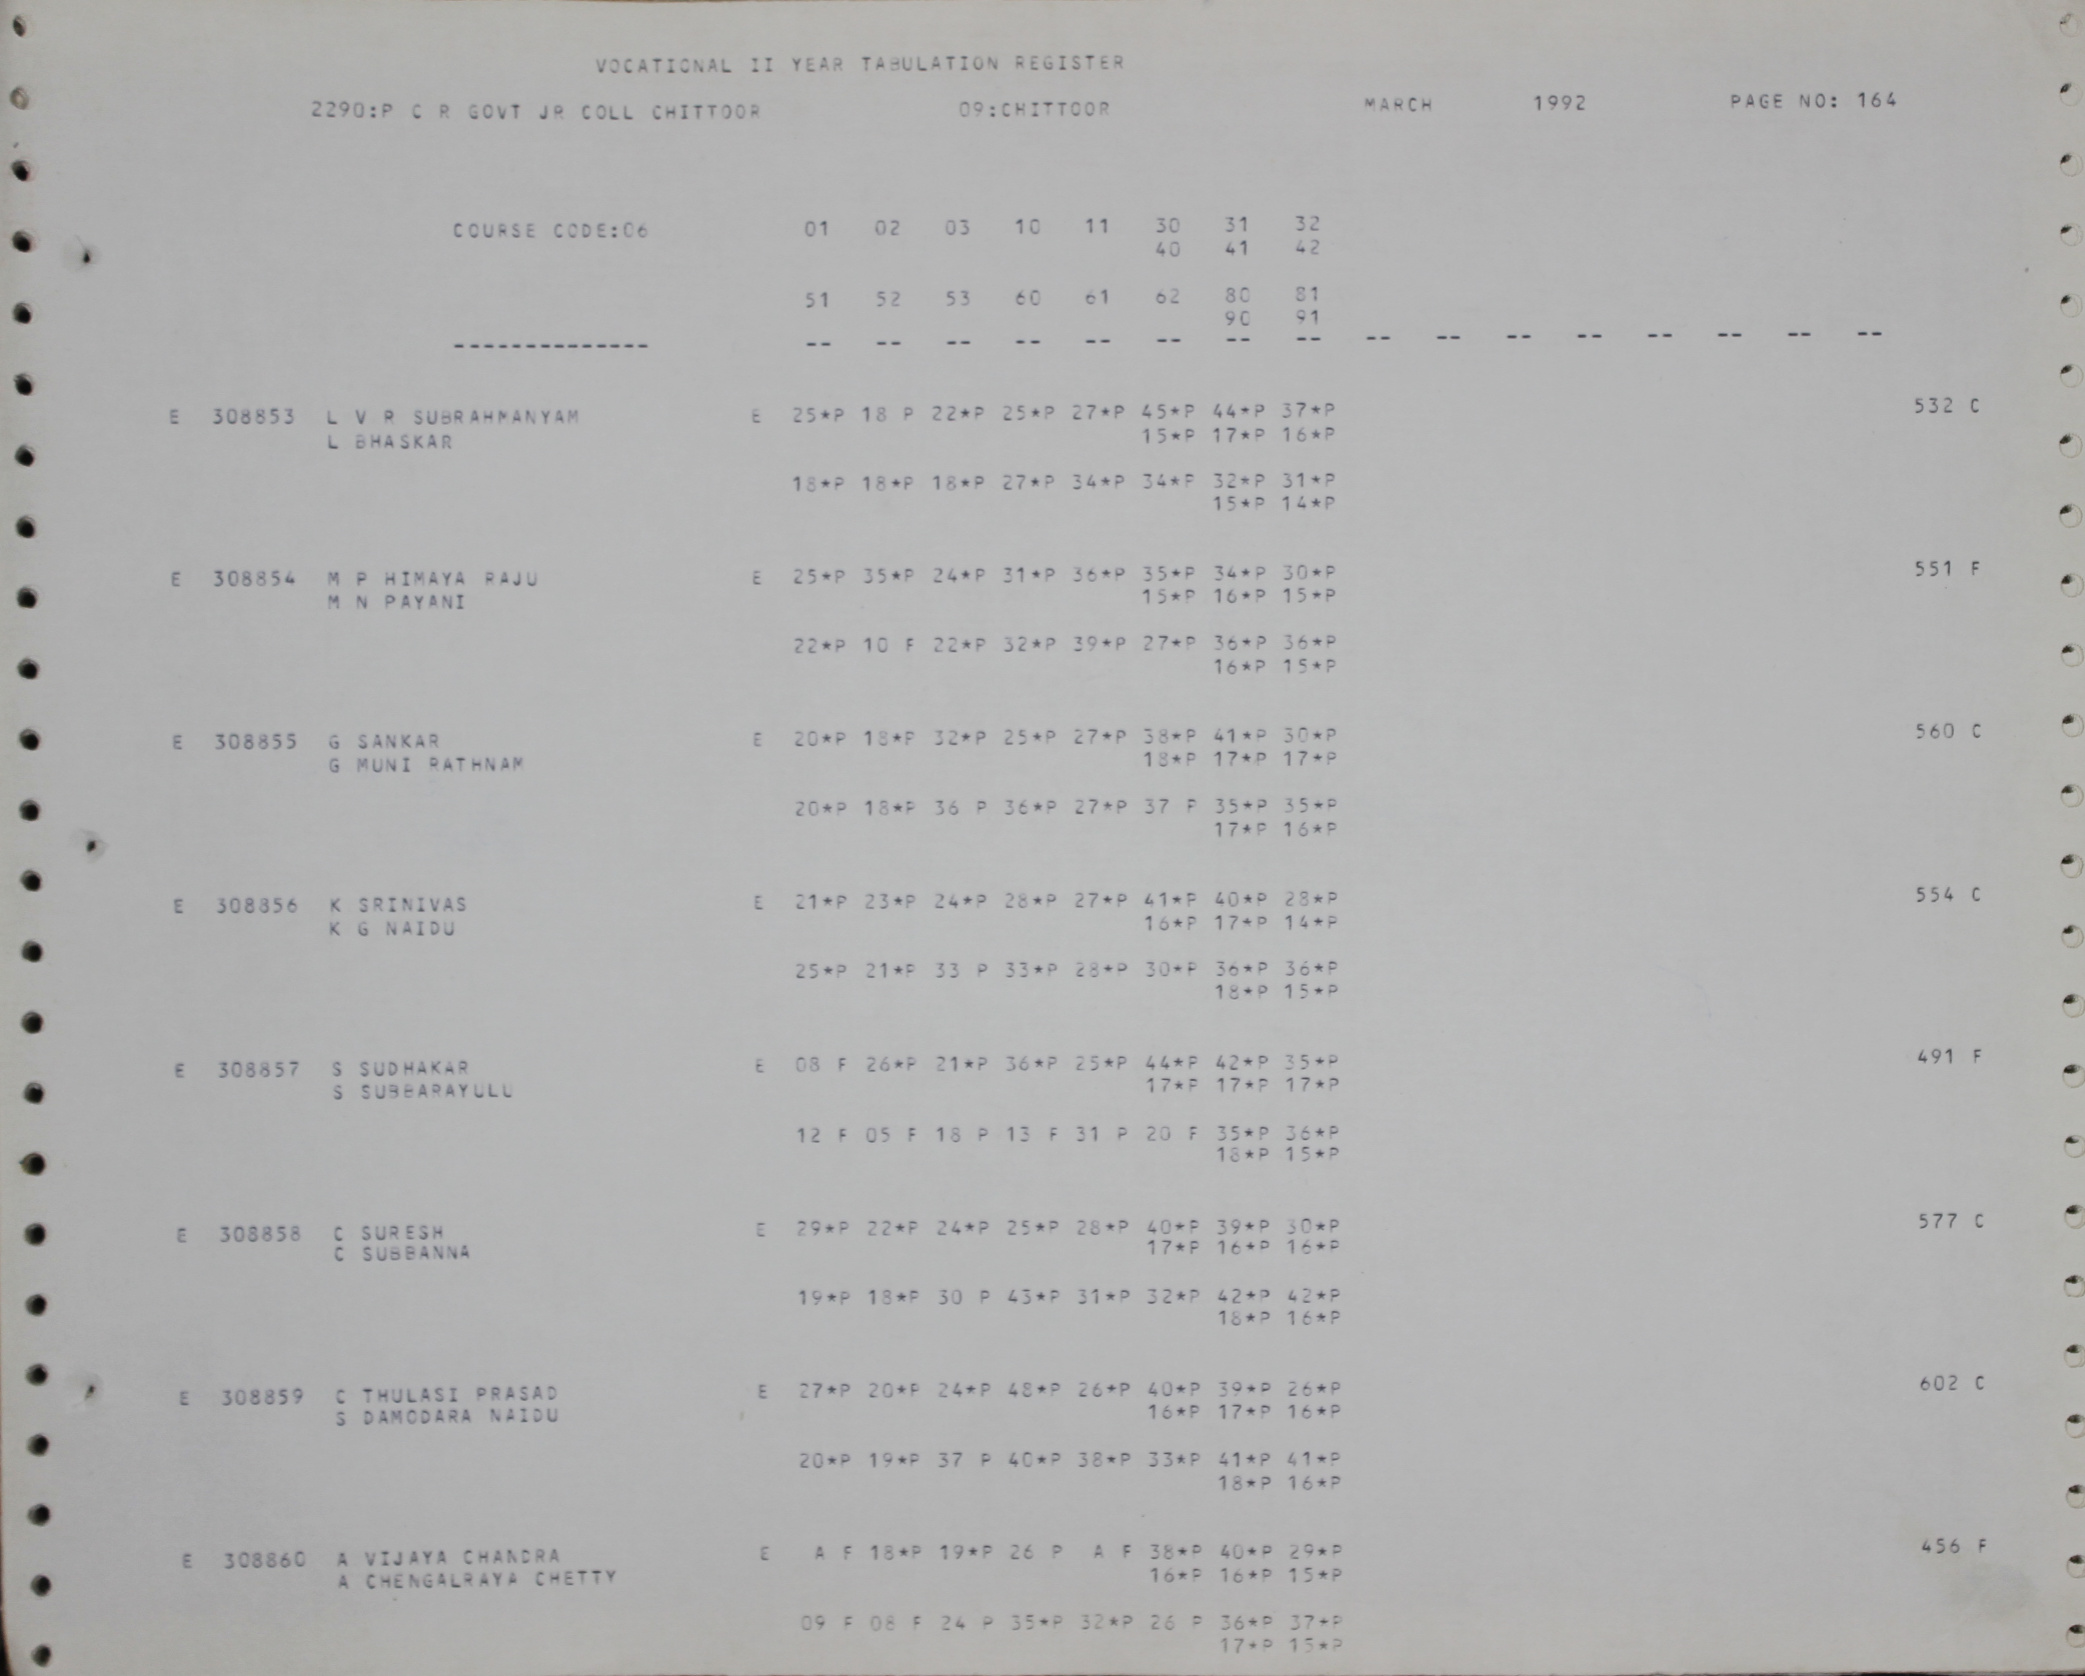 VOCATIONAL II YEAR TABULATION REGISTER
2290:P C R GOVT JR COLL CHITTOOR 09:CHITTOOR MARCH 1992 PAGE NO: 164
COURSE CODE:06 01 02 03 10 11 30 31 32
40 41 42
51 52 53 60 61 62 80 81
90 91
-------------- -- -- -- -- -- -- -- -- -- -- -- -- -- -- -- --
E 308853 L V R SUBRAHMANYAM E 25*P 18 P 22*P 25*P 27*P 45*P 44*P 37*P 532 C
L BHASKAR 15*P 17*P 16*P
18*P 18*P 18*P 27*P 34*P 34*P 32*P 31*P
15*P 14*P
E 308854 M P HIMAYA RAJU E 25*P 35*P 24*P 31*P 36*P 35*P 34*P 30*P 551 F
M N PAYANI 15*P 16*P 15*P
22*P 10 F 22*P 32*P 39*P 27*P 36*P 36*P
16*P 15*P
E 308855 G SANKAR E 20*P 18*P 32*P 25*P 27*P 38*P 41*P 30*P 560 C
G MUNI RATHNAM 18*P 17*P 17*P
20*P 18*P 36 P 36*P 27*P 37 P 35*P 35*P
17*P 16*P
E 308856 K SRINIVAS E 21*P 23*P 24*P 28*P 27*P 41*P 40*P 28*P 554 C
K G NAIDU 16*P 17*P 14*P
25*P 21*P 33 P 33*P 28*P 30*P 36*P 36*P
18*P 15*P
E 308857 S SUDHAKAR E 08 F 26*P 21*P 36*P 25*P 44*P 42*P 35*P 491 F
S SUBBARAYULU 17*P 17*P 17*P
12 F 05 F 18 P 13 F 31 P 20 F 35*P 36*P
18*P 15*P
E 308858 C SURESH E 29*P 22*P 24*P 25*P 28*P 40*P 39*P 30*P 577 C
C SUBBANNA 17*P 16*P 16*P
19*P 18*P 30 P 43*P 31*P 32*P 42*P 42*P
18*P 16*P
E 308859 C THULASI PRASAD E 27*P 20*P 24*P 48*P 26*P 40*P 39*P 26*P 602 C
S DAMODARA NAIDU 16*P 17*P 16*P
20*P 19*P 37 P 40*P 38*P 33*P 41*P 41*P
18*P 16*P
E 308860 A VIJAYA CHANDRA E A F 18*P 19*P 26 P A F 38*P 40*P 29*P 456 F
A CHENGALRAYA CHETTY 16*P 16*P 15*P
09 F 08 F 24 P 35*P 32*P 26 P 36*P 37*P
17*P 15*P